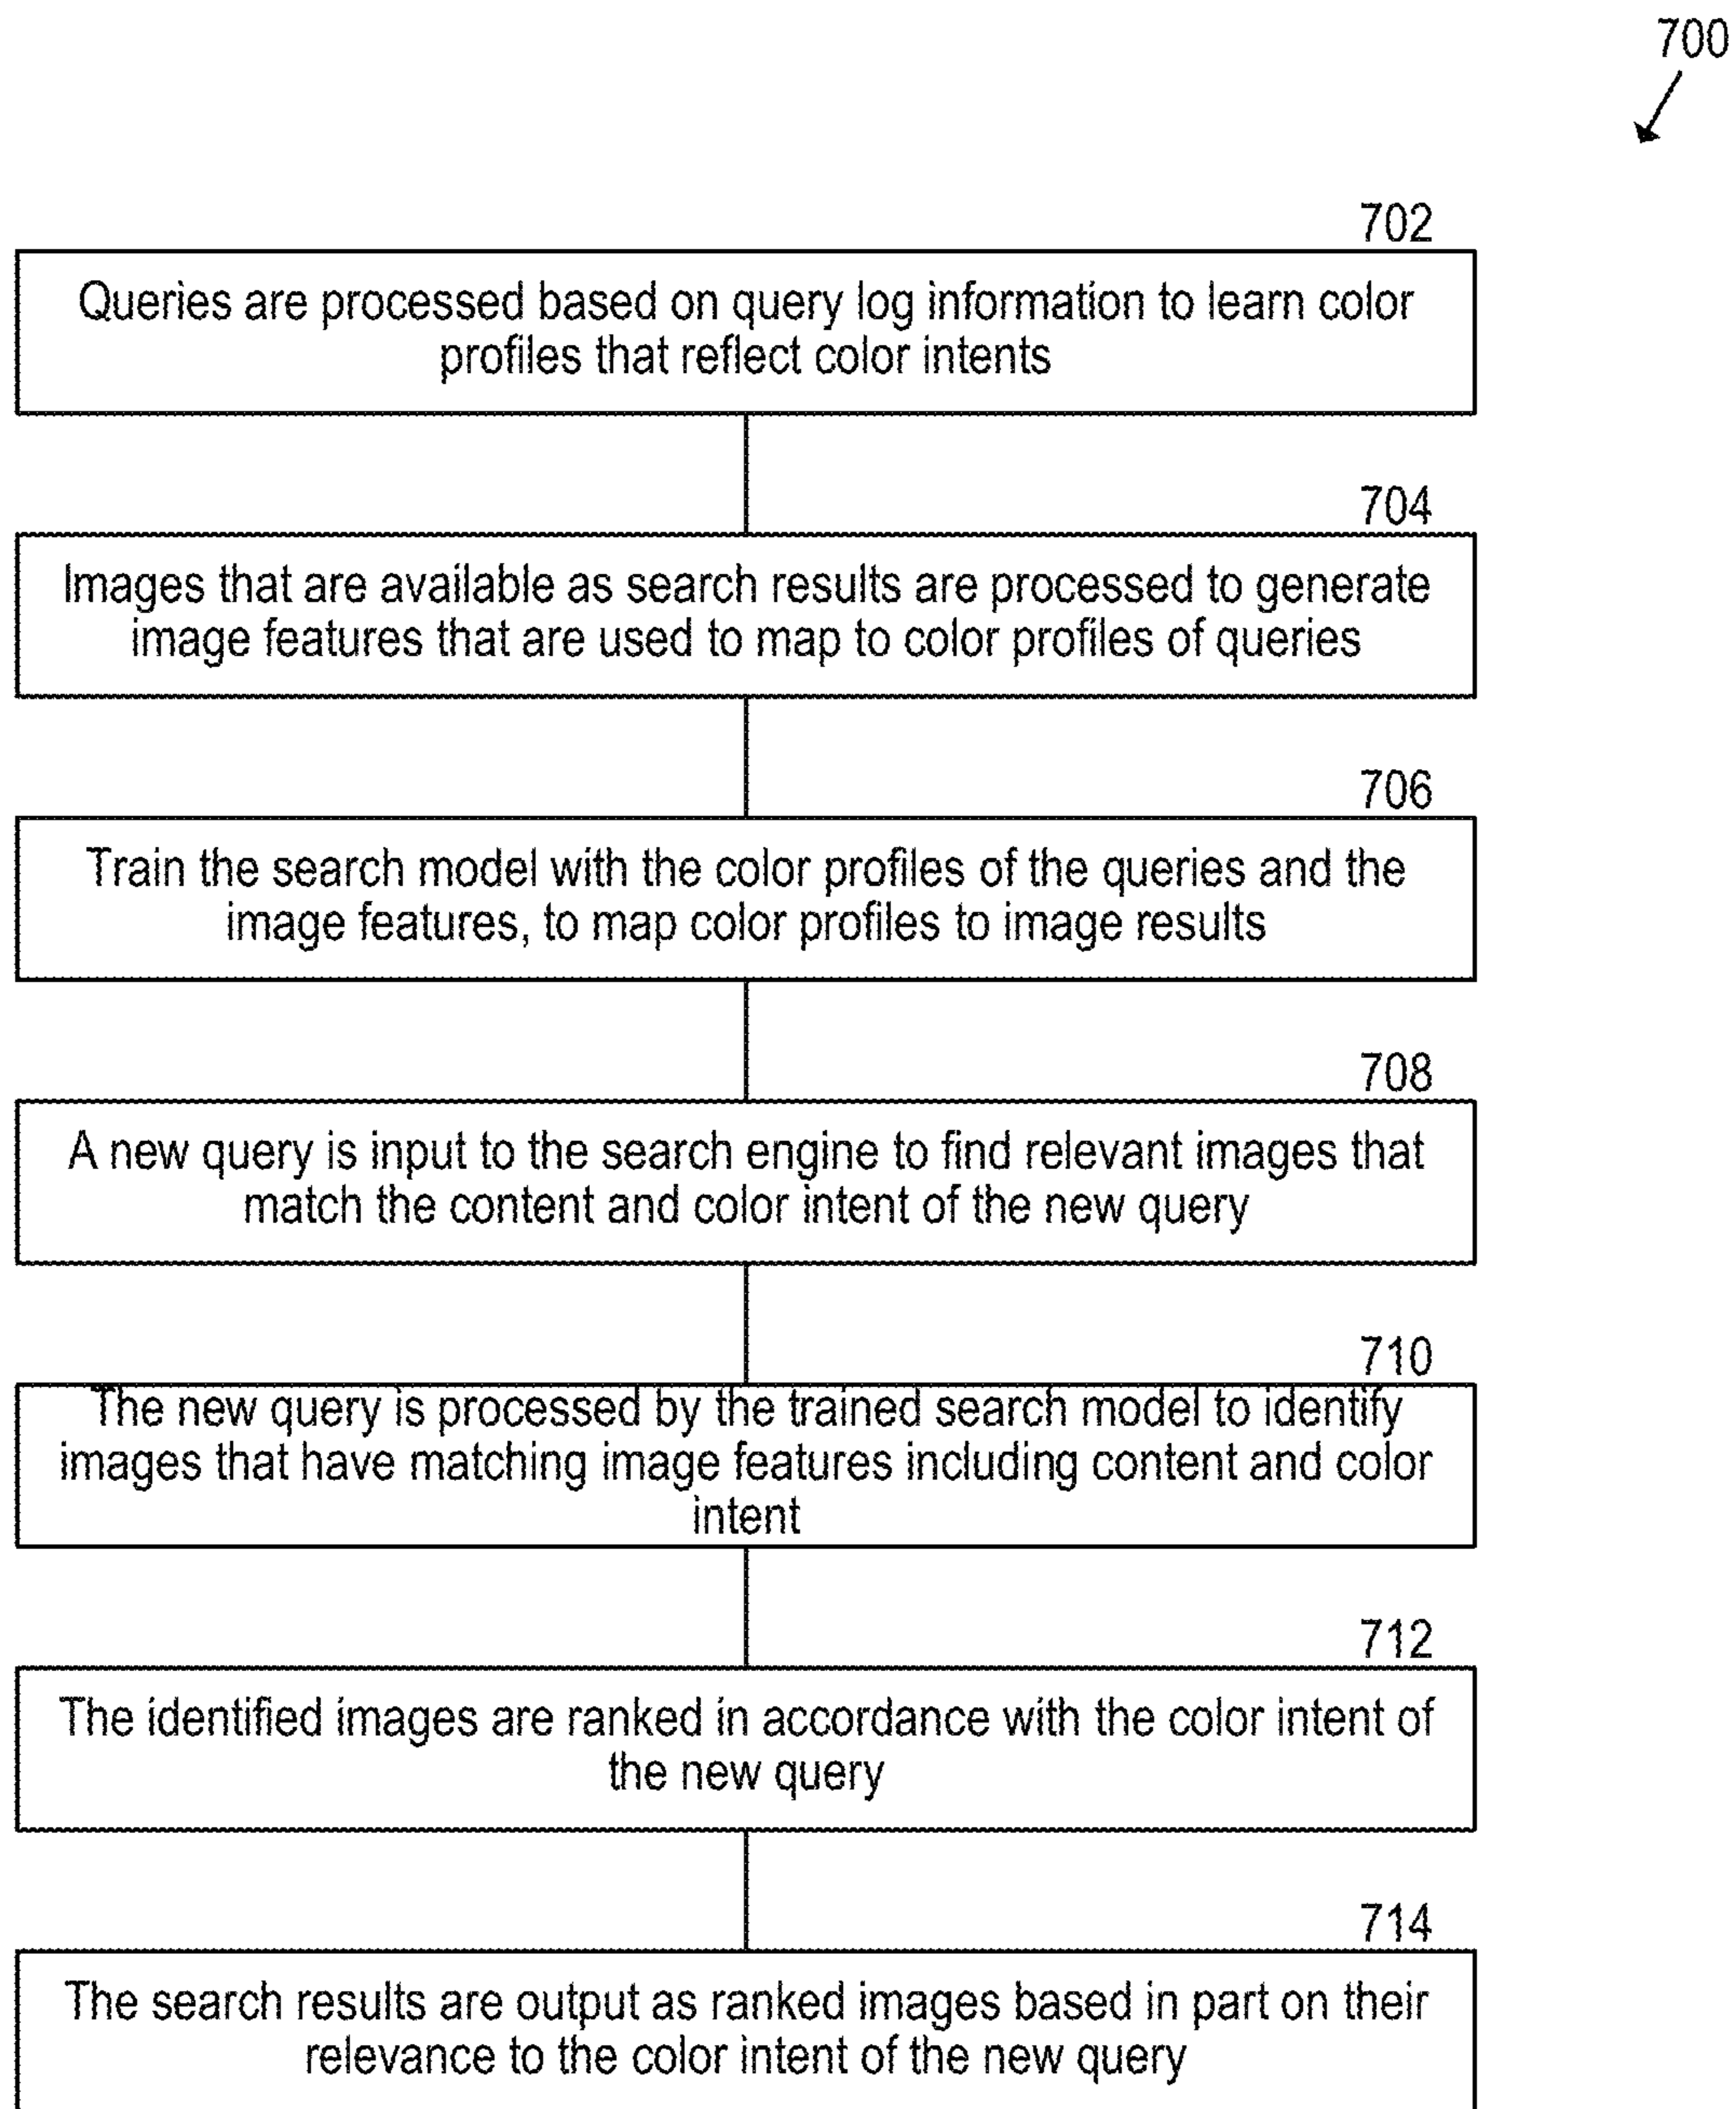 700
702
Queries are processed based on query log information to learn color
profiles that reflect color intents
704
Images that are available as search results are processed to generate
image features that are used to map to color profiles of queries
706
Train the search model with the color profiles of the queries and the
image features, to map color profiles to image results
708
A new query is input to the search engine to find relevant images that
match the content and color intent of the new query
710
The new query is processed by the trained search model to identify
images that have matching image features including content and color
intent
712
The identified images are ranked in accordance with the color intent of
the new query
714
The search results are output as ranked images based in part on their
relevance to the color intent of the new query